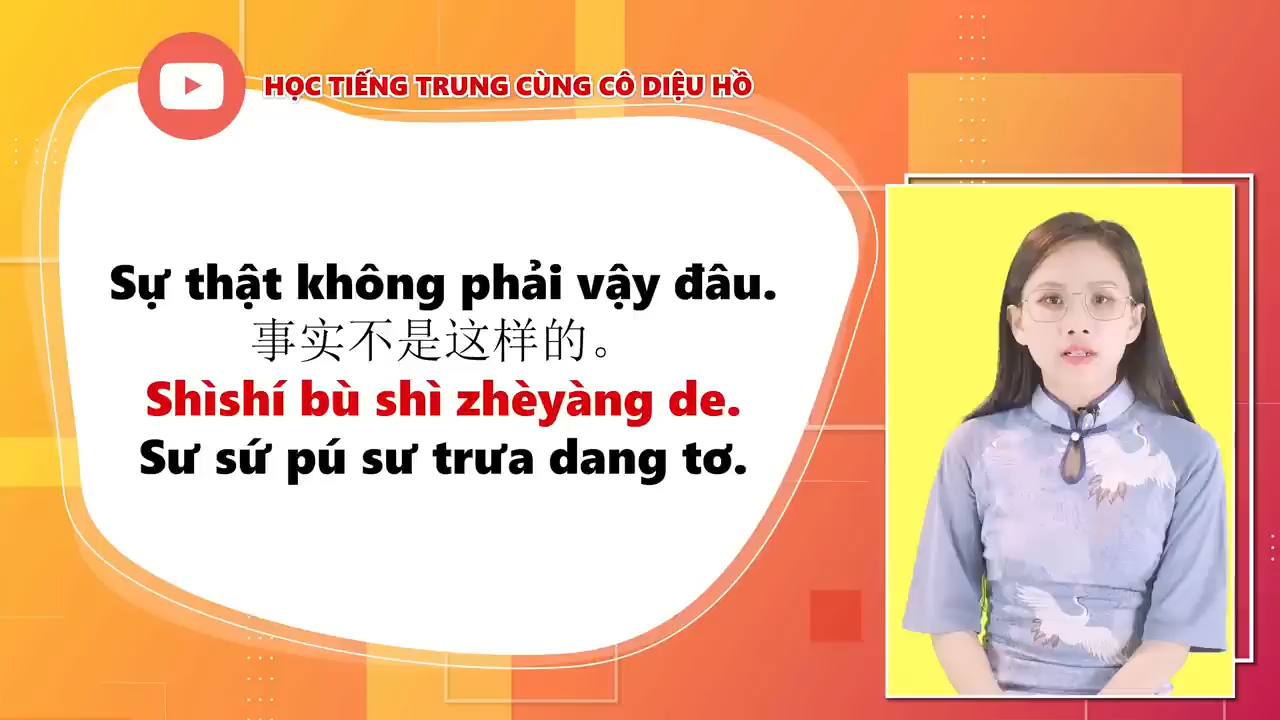 HỌC TIẾNG TRUNG CÙNG CÔ DIỆU HỒ
Sự thật không phải vậy đâu.
事实不是这样的。
Shìshí bù shì zhèyàng de.
Sư sứ pú sư trưa dang tơ.